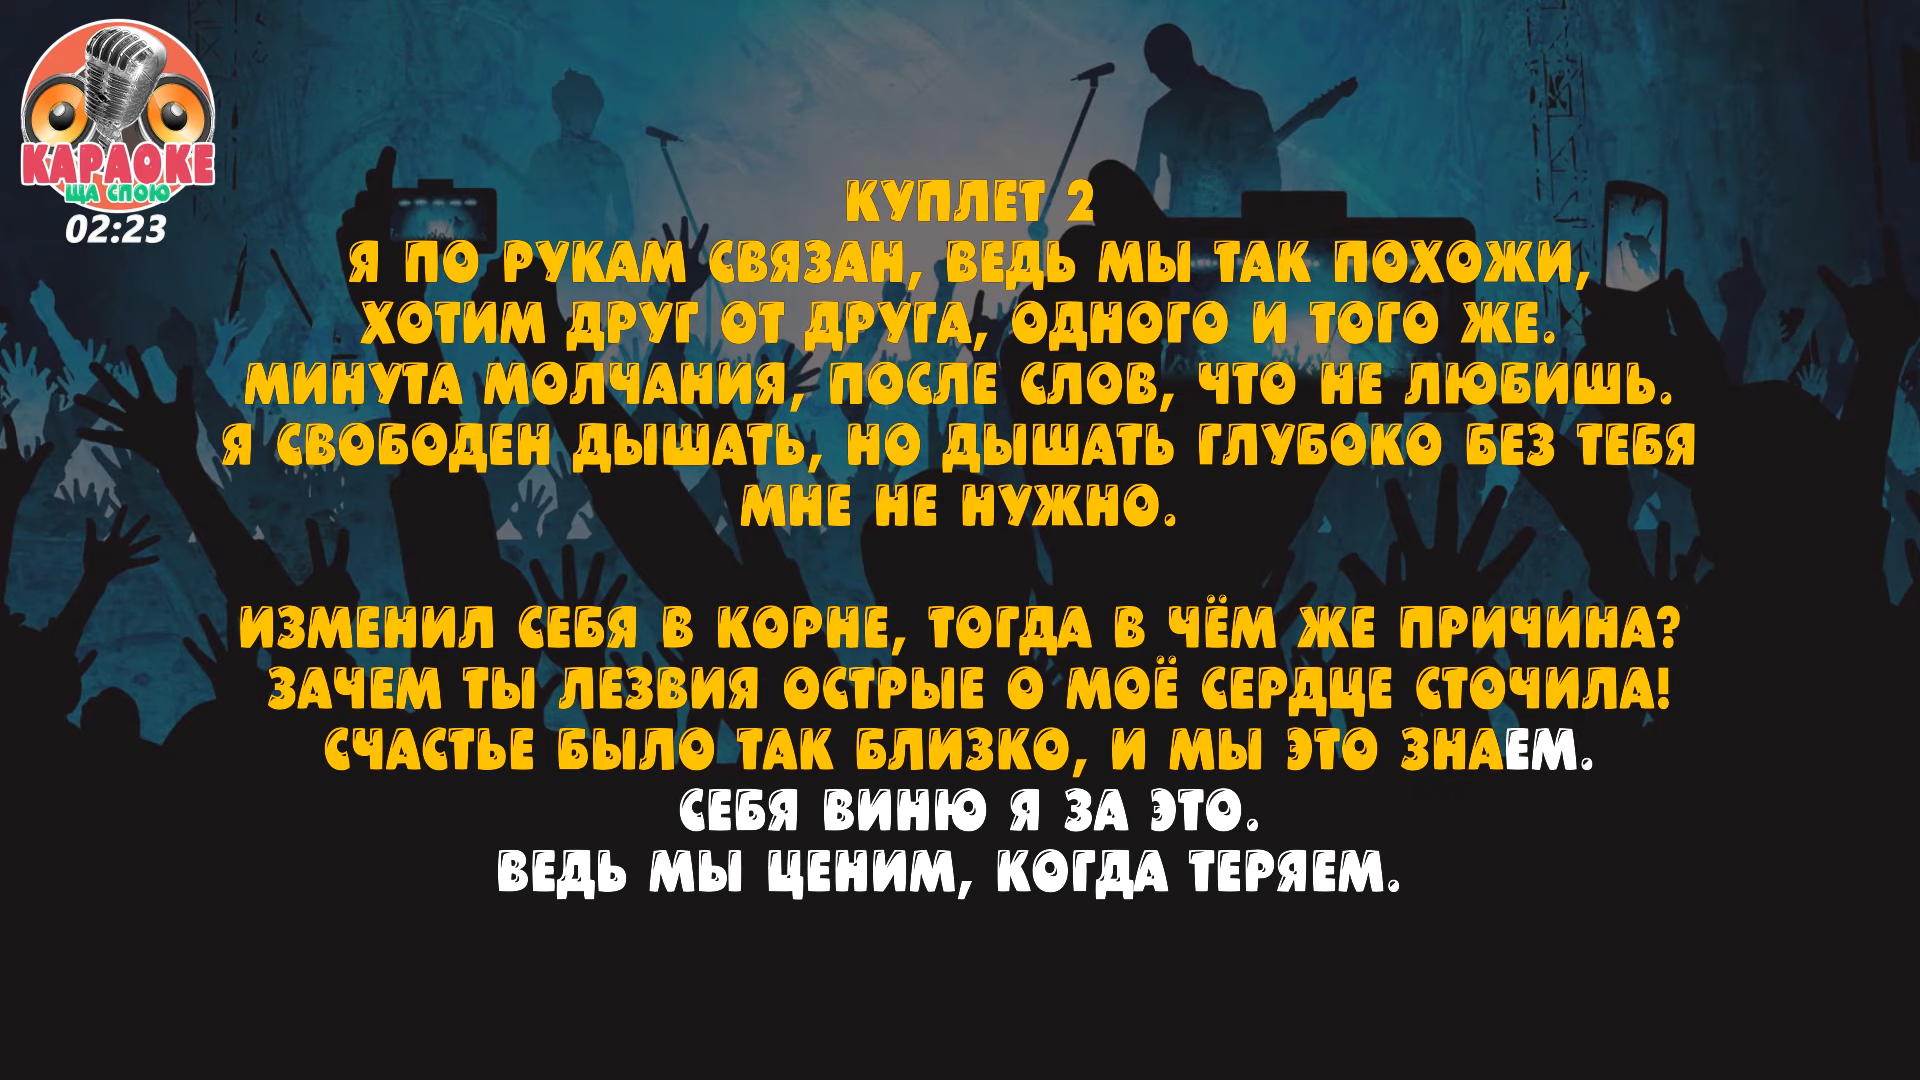 КАРАОКЕ
ЩА СПОЮ
02:23
КУПЛЕТ 2
Я ПО РУКАМ СВЯЗАН, ВЕДЬ МЫ ТАК ПОХОЖИ,
ХОТИМ ДРУГ ОТ ДРУГА, ОДНОГО И ТОГО ЖЕ.
МИНУТА МОЛЧАНИЯ, ПОСЛЕ СЛОВ, ЧТО НЕ ЛЮБИШЬ.
Я СВОБОДЕН ДЫШАТЬ, НО ДЫШАТЬ ГЛУБОКО БЕЗ ТЕБЯ
МНЕ НЕ НУЖНО.
ИЗМЕНИЛ СЕБЯ В КОРНЕ, ТОГДА В ЧЁМ ЖЕ ПРИЧИНА?
ЗАЧЕМ ТЫ ЛЕЗВИЯ ОСТРЫЕ О МОЁ СЕРДЦЕ СТОЧИЛА!
СЧАСТЬЕ БЫЛО ТАК БЛИЗКО, И МЫ ЭТО ЗНАЕМ.
СЕБЯ ВИНЮ Я ЗА ЭТО.
ВЕДЬ МЫ ЦЕНИМ, КОГДА ТЕРЯЕМ.